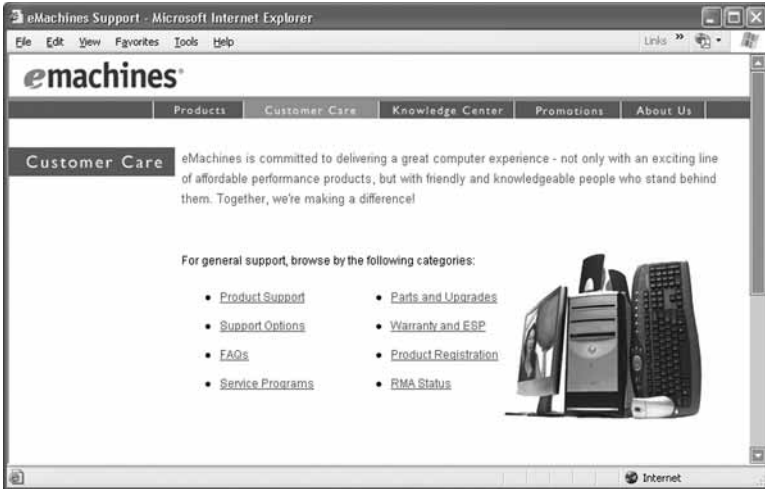 eMachines Support - Microsoft Internet Explorer
File Edit View Favorites Tools Help
Links »
emachines
Products Customer Care Knowledge Center Promotions About Us
Customer Care
eMachines is committed to delivering a great computer experience - not only with an exciting line
of affordable performance products, but with friendly and knowledgeable people who stand behind
them. Together, we're making a difference!
For general support, browse by the following categories:
• Product Support
• Support Options
• FAQs
• Service Programs
• Parts and Upgrades
• Warranty and ESP
• Product Registration
• RMA Status
Internet